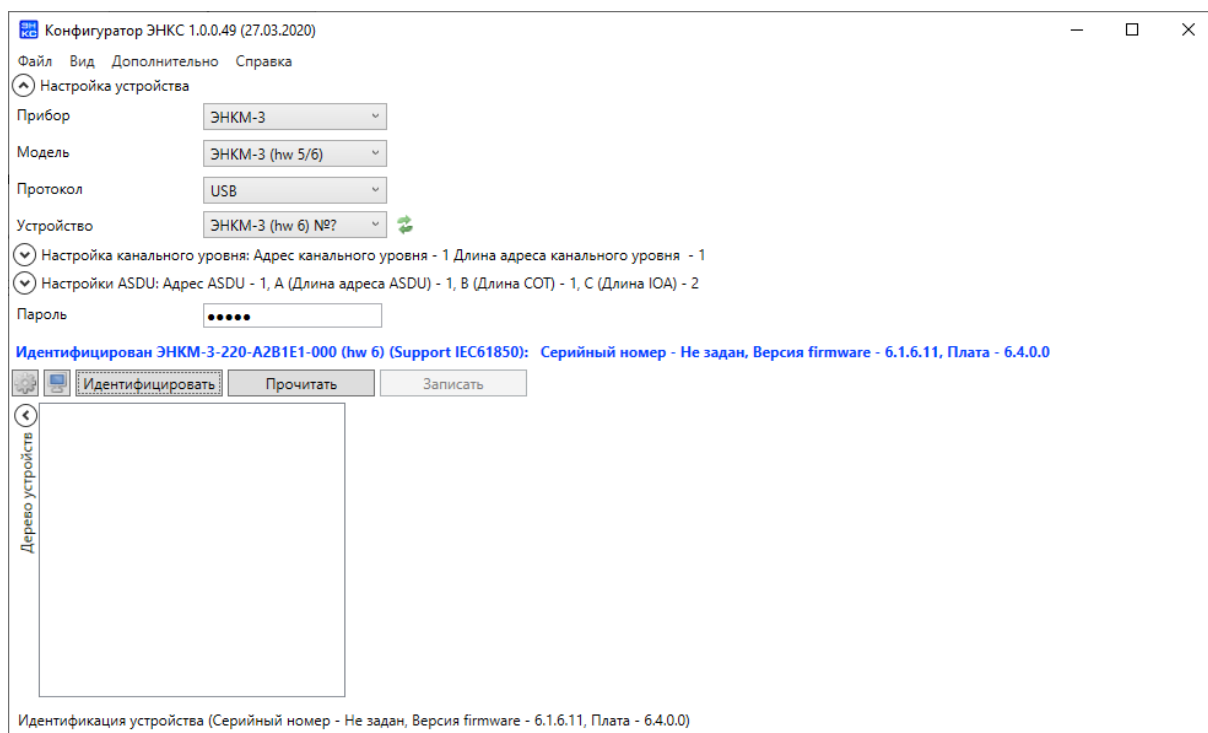 ЭН
КС Конфигуратор ЭНКС 1.0.0.49 (27.03.2020)
Файл Вид Дополнительно Справка
Настройка устройства
Прибор ЭНКМ-3
Модель ЭНКМ-3 (hw 5/6)
Протокол USB
Устройство ЭНКМ-3 (hw 6) №?
Настройка канального уровня: Адрес канального уровня - 1 Длина адреса канального уровня - 1
Настройки ASDU: Адрес ASDU - 1, A (Длина адреса ASDU) - 1, B (Длина COT) - 1, C (Длина IOA) - 2
Пароль •••••
Идентифицирован ЭНКМ-3-220-A2B1E1-000 (hw 6) (Support IEC61850): Серийный номер - Не задан, Версия firmware - 6.1.6.11, Плата - 6.4.0.0
Идентифицировать Прочитать Записать
Дерево устройств
Идентификация устройства (Серийный номер - Не задан, Версия firmware - 6.1.6.11, Плата - 6.4.0.0)